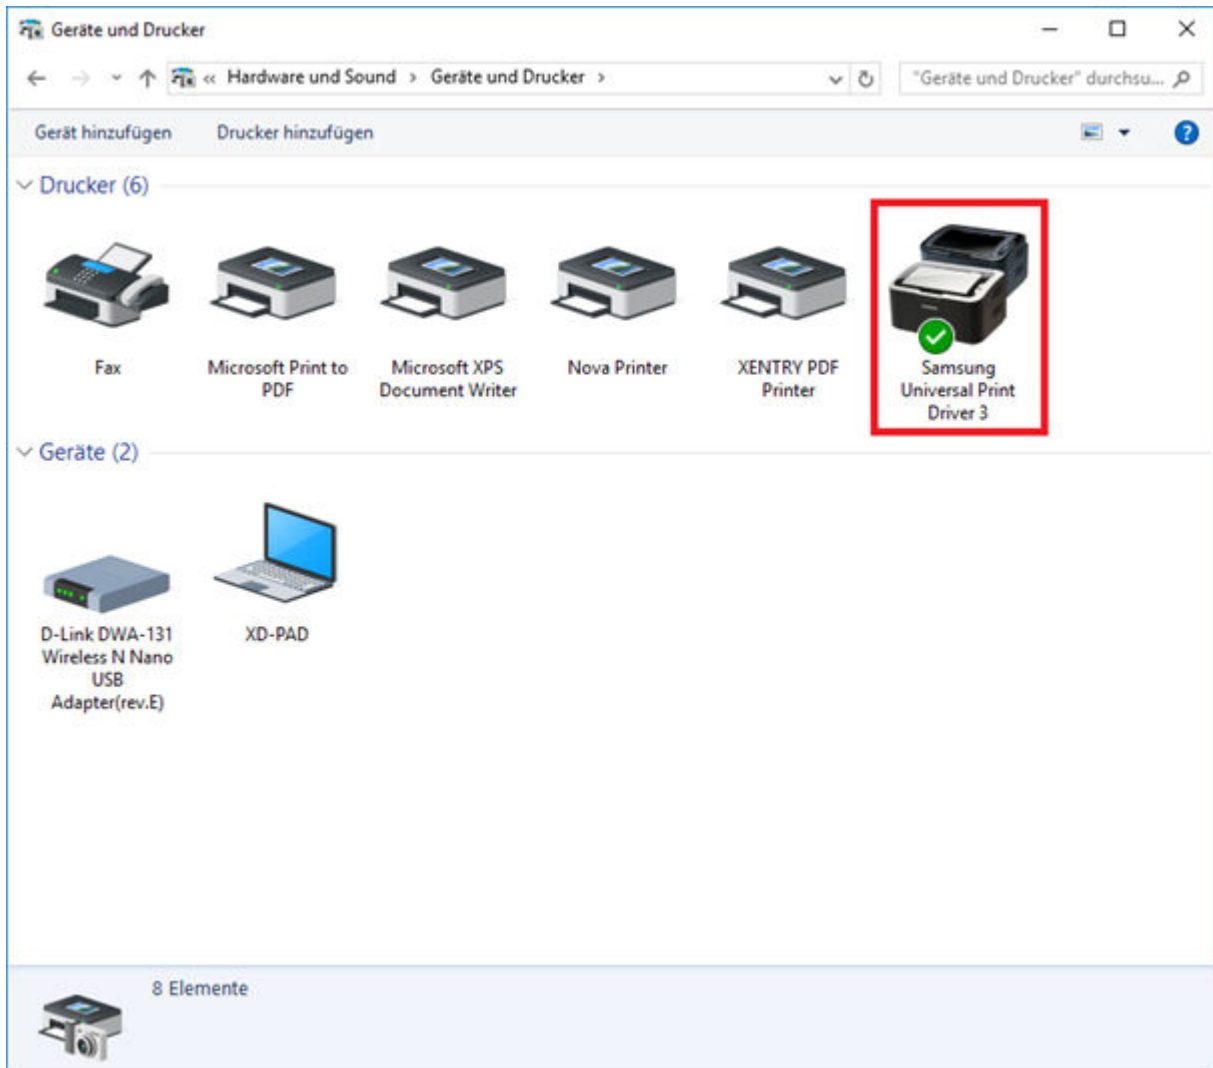 Geräte und Drucker
« Hardware und Sound › Geräte und Drucker ›
"Geräte und Drucker" durchsu...
Gerät hinzufügen Drucker hinzufügen
?
Drucker (6)
Fax
Microsoft Print to
PDF
Microsoft XPS
Document Writer
Nova Printer
XENTRY PDF
Printer
Samsung
Universal Print
Driver 3
Geräte (2)
D-Link DWA-131
Wireless N Nano
USB
Adapter(rev.E)
XD-PAD
8 Elemente